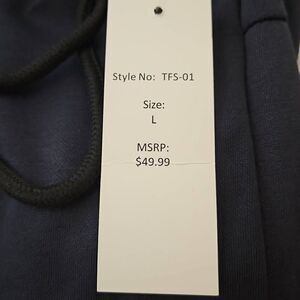 Style No: TFS-01
Size:
L
MSRP:
$49.99